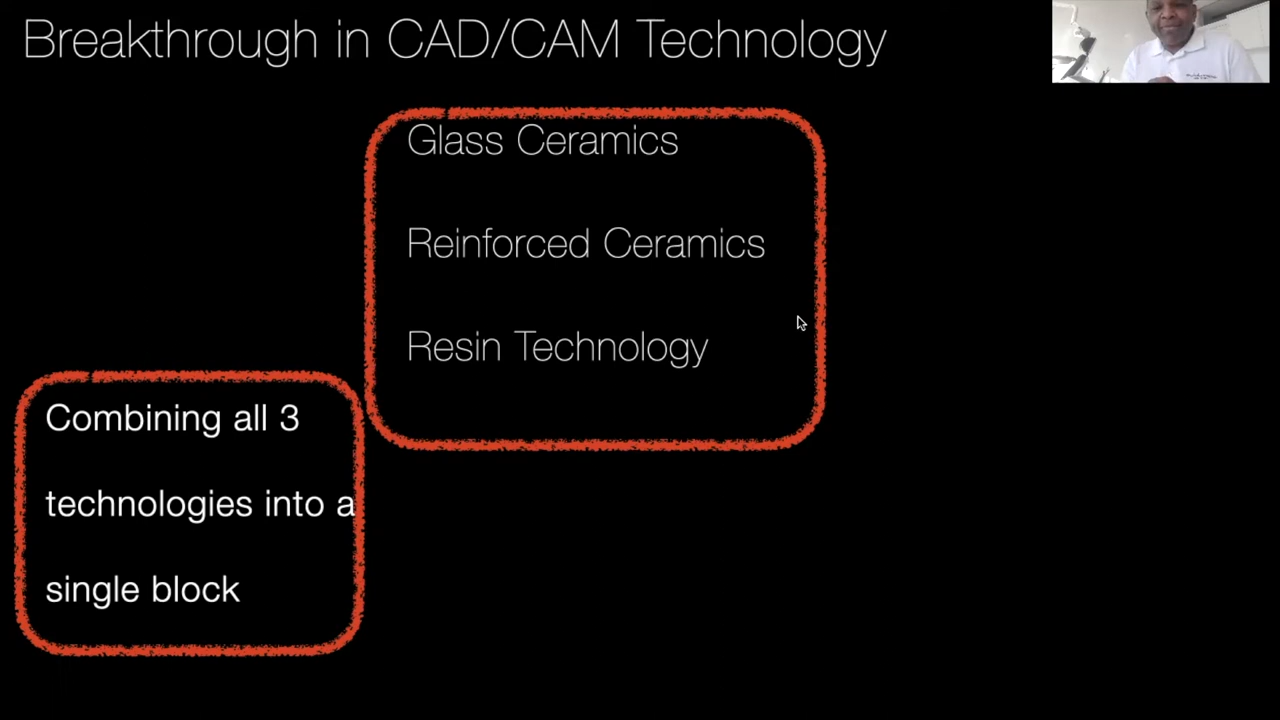 Breakthrough in CAD/CAM Technology
Glass Ceramics
Reinforced Ceramics
Resin Technology
Combining all 3
technologies into a
single block